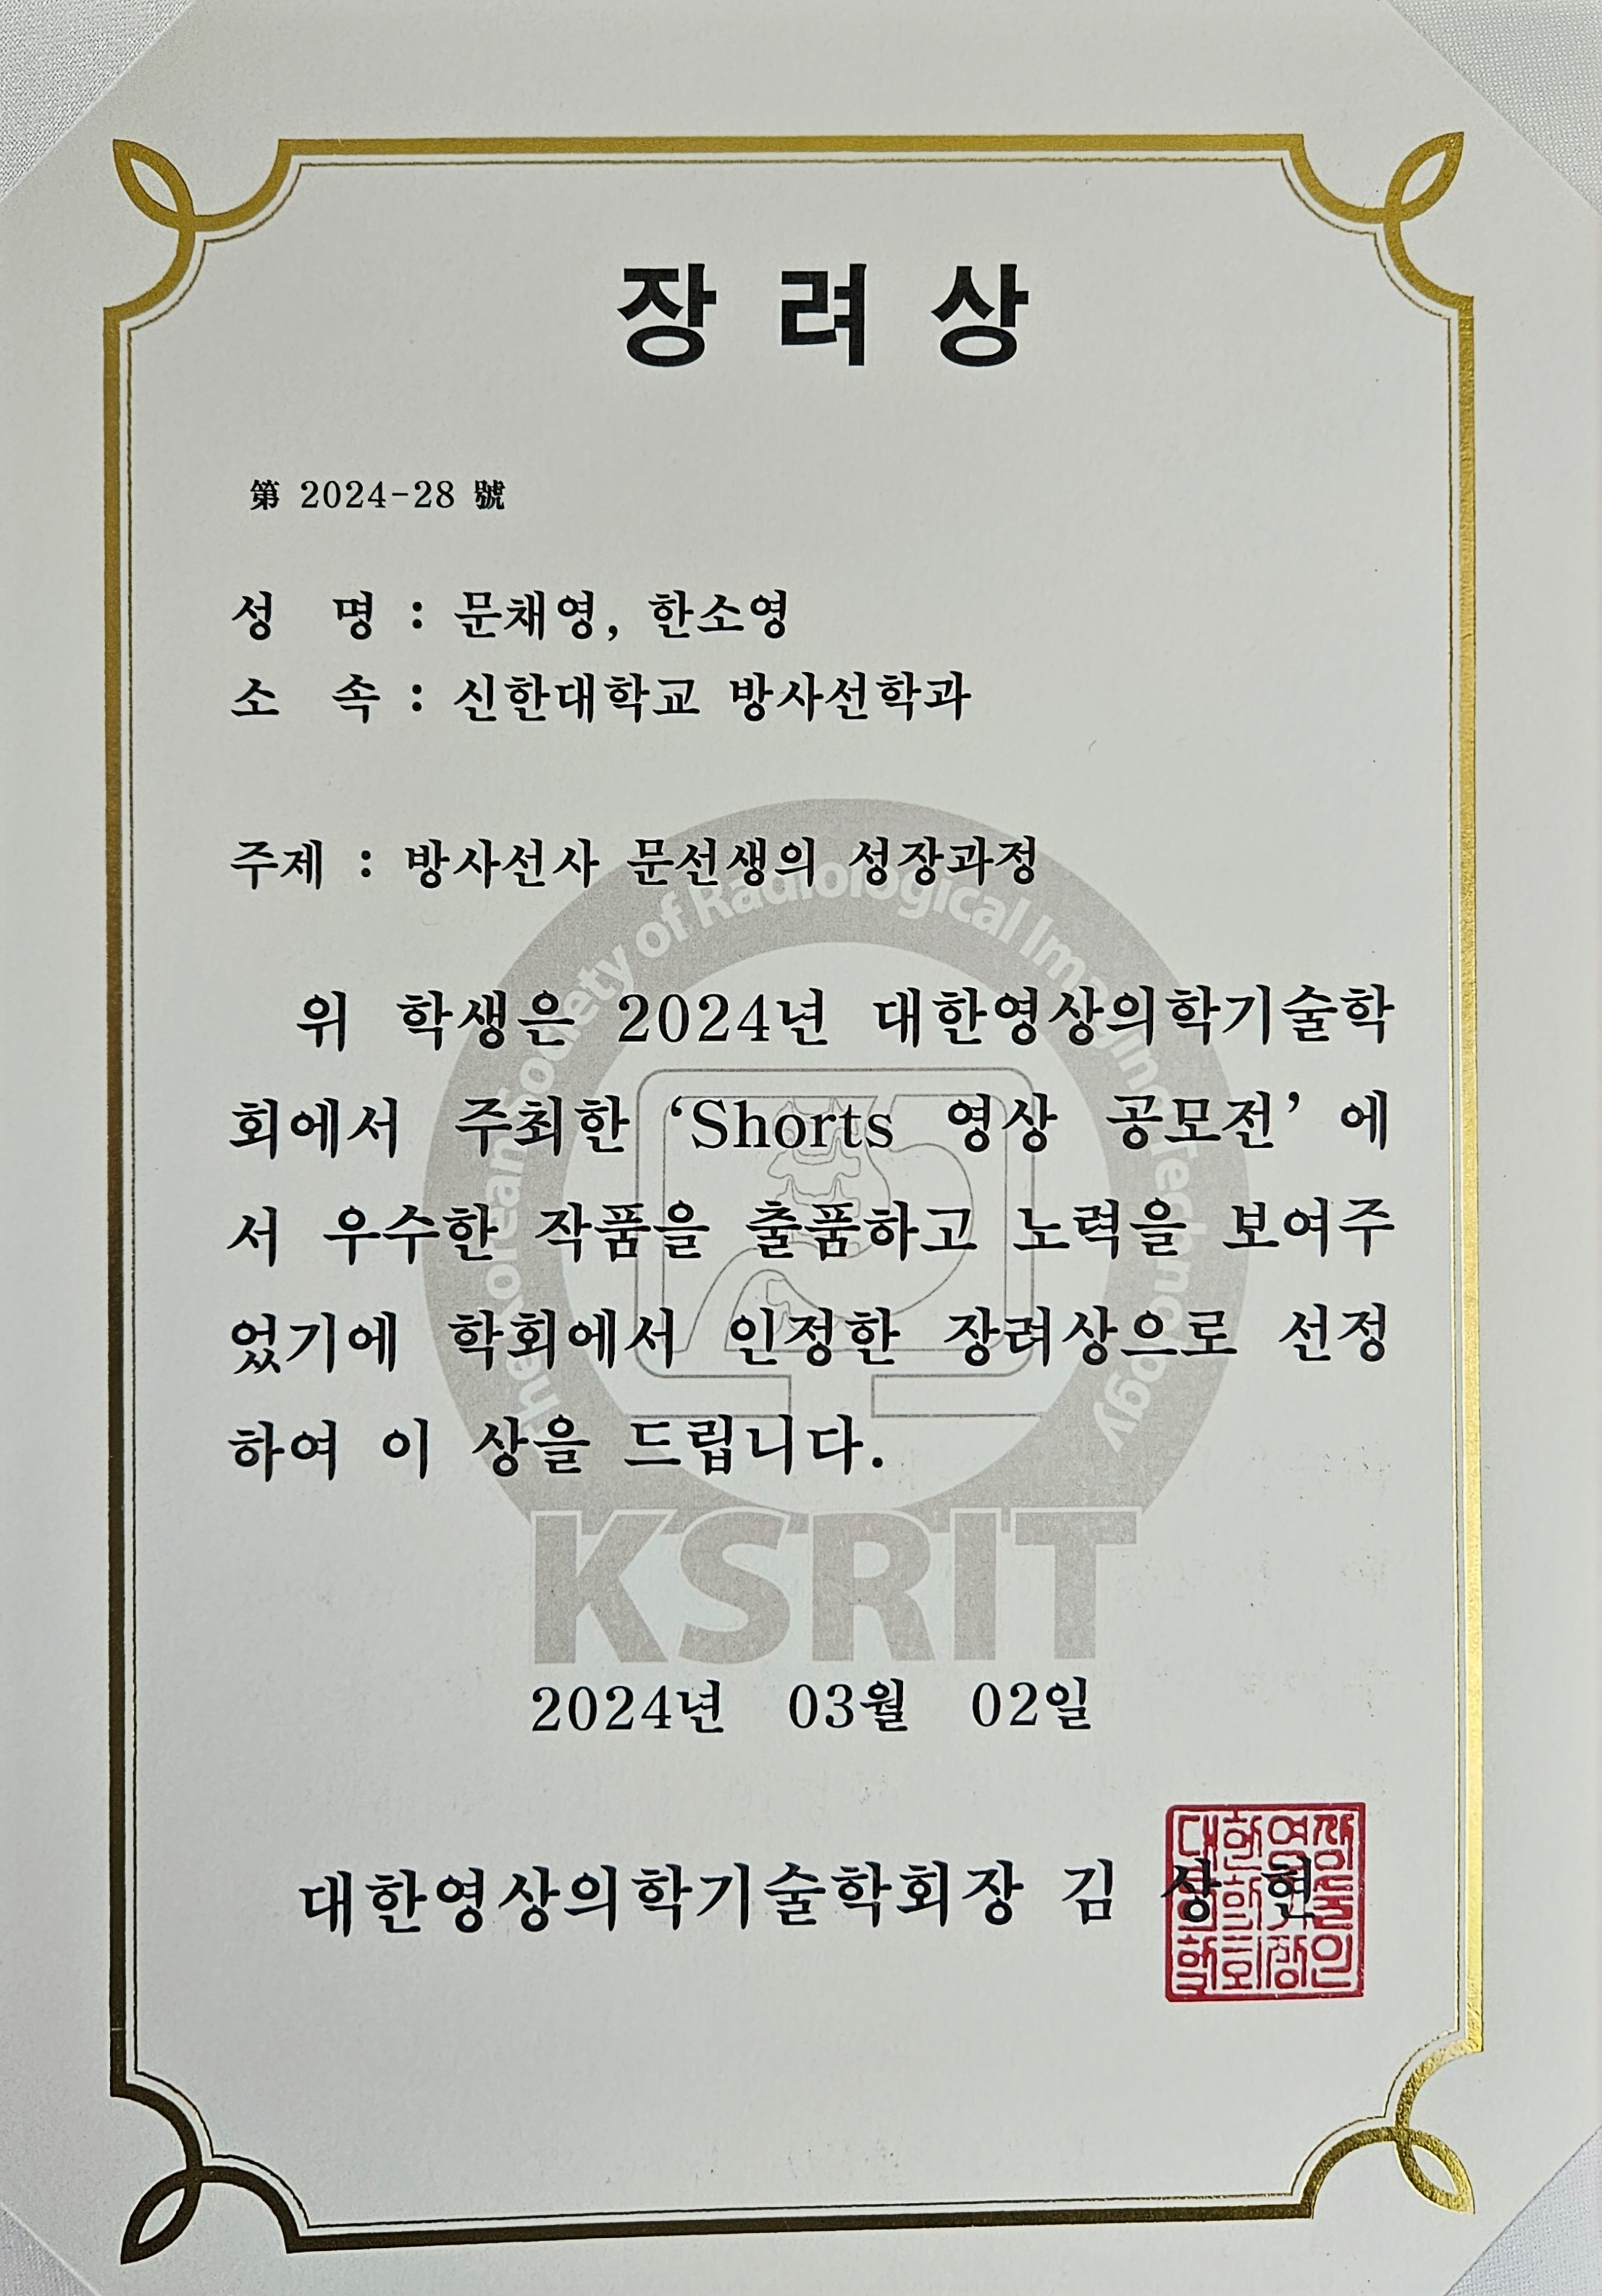 장 려 상
第 2024-28 號
성 명 : 문채영, 한소영
소 속 : 신한대학교 방사선학과
주제 : 방사선사 문선생의 성장과정
위 학생은 2024년 대한영상의학기술학
회에서 주최한 ‘Shorts 영상 공모전’ 에
서 우수한 작품을 출품하고 노력을 보여주
었기에 학회에서 인정한 장려상으로 선정
하여 이 상을 드립니다.
The Korean Society of Radiological Imaging Technology
KSRIT
2024년 03월 02일
대한영상의학기술학회장 김 상 현